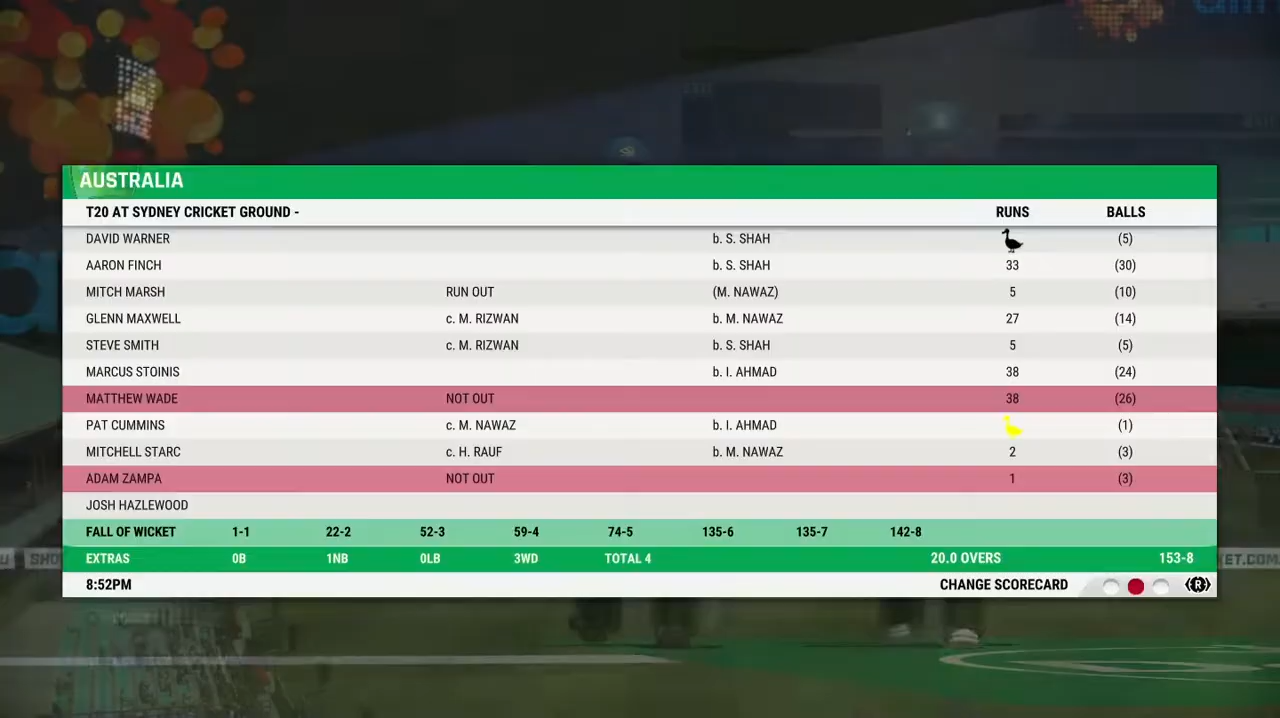 AUSTRALIA
T20 AT SYDNEY CRICKET GROUND - RUNS BALLS
DAVID WARNER b. S. SHAH (5)
AARON FINCH b. S. SHAH 33 (30)
MITCH MARSH RUN OUT (M. NAWAZ) 5 (10)
GLENN MAXWELL c. M. RIZWAN b. M. NAWAZ 27 (14)
STEVE SMITH c. M. RIZWAN b. S. SHAH 5 (5)
MARCUS STOINIS b. I. AHMAD 38 (24)
MATTHEW WADE NOT OUT 38 (26)
PAT CUMMINS c. M. NAWAZ b. I. AHMAD (1)
MITCHELL STARC c. H. RAUF b. M. NAWAZ 2 (3)
ADAM ZAMPA NOT OUT 1 (3)
JOSH HAZLEWOOD
FALL OF WICKET 1-1 22-2 52-3 59-4 74-5 135-6 135-7 142-8
EXTRAS 0B 1NB 0LB 3WD TOTAL 4 20.0 OVERS 153-8
8:52PM CHANGE SCORECARD R